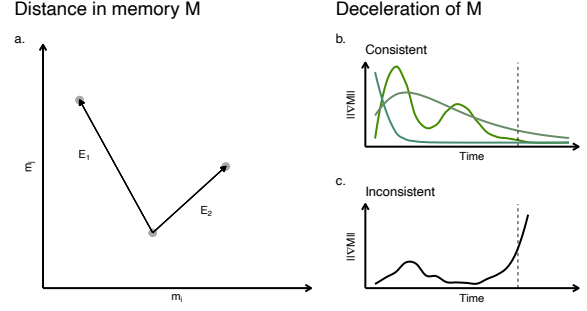 Distance in memory M
Deceleration of M
a.
mⱼ
E₁
E₂
mᵢ
b.
Consistent
||∇M||
Time
c.
Inconsistent
||∇M||
Time